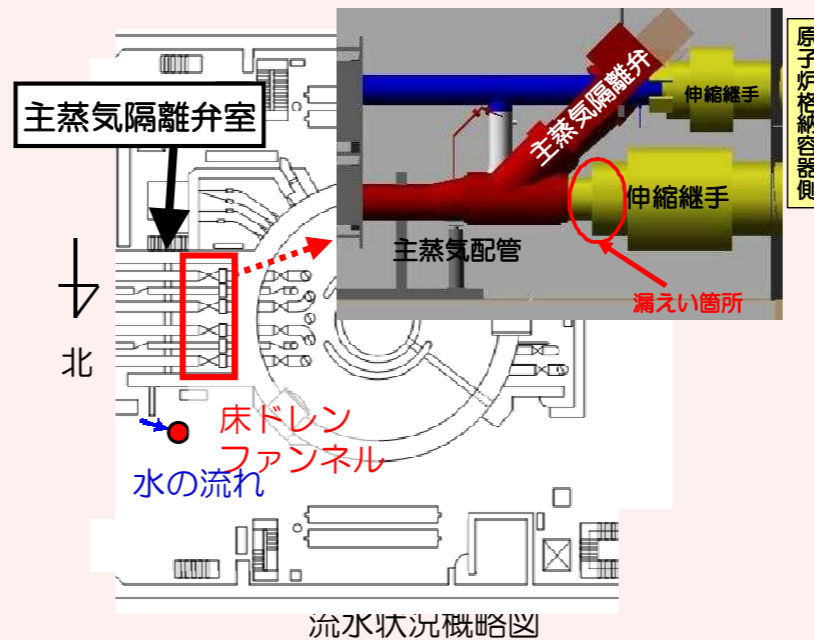 主蒸気隔離弁室
主蒸気隔離弁
伸縮継手
原子炉格納容器側
伸縮継手
主蒸気配管
漏えい箇所
北
床ドレン
ファンネル
水の流れ
流水状況概略図